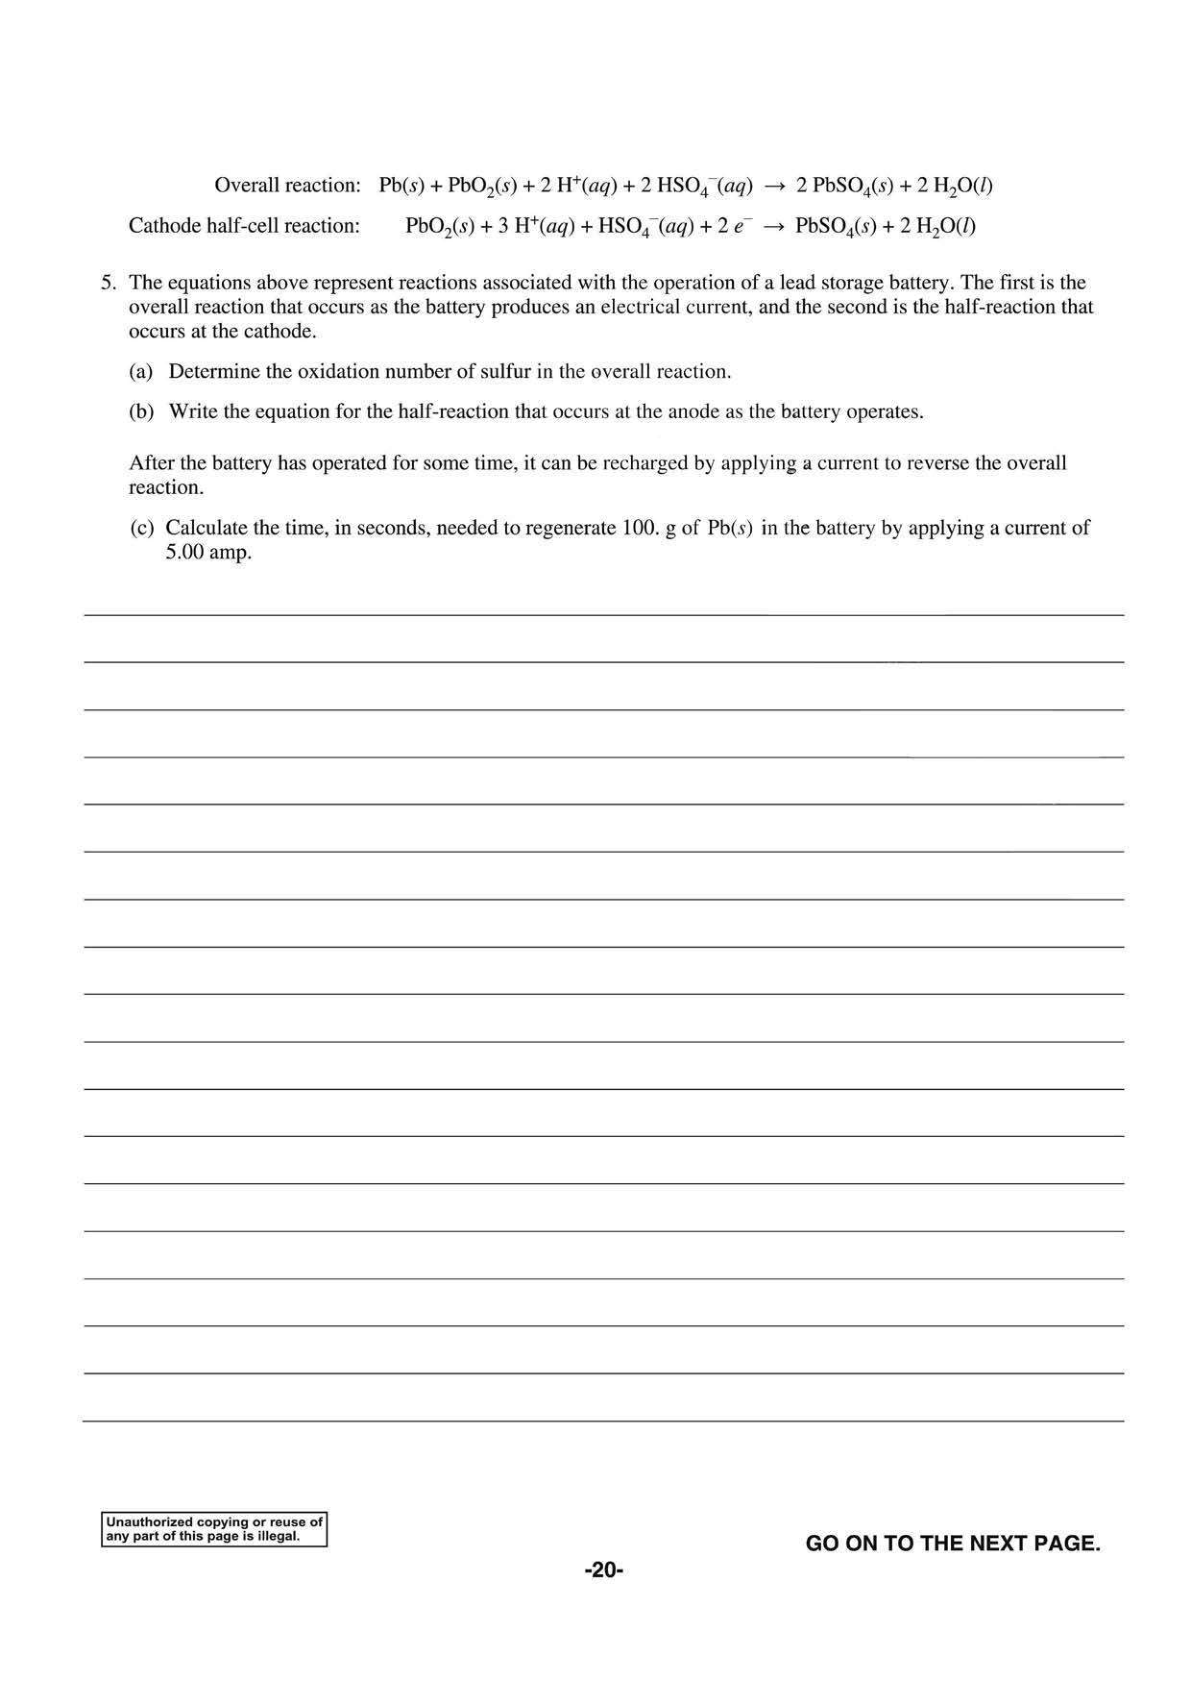 Overall reaction: Pb(s) + PbO₂(s) + 2 H⁺(aq) + 2 HSO₄⁻(aq) → 2 PbSO₄(s) + 2 H₂O(l)
Cathode half-cell reaction: PbO₂(s) + 3 H⁺(aq) + HSO₄⁻(aq) + 2 e⁻ → PbSO₄(s) + 2 H₂O(l)
5. The equations above represent reactions associated with the operation of a lead storage battery. The first is the
overall reaction that occurs as the battery produces an electrical current, and the second is the half-reaction that
occurs at the cathode.
(a) Determine the oxidation number of sulfur in the overall reaction.
(b) Write the equation for the half-reaction that occurs at the anode as the battery operates.
After the battery has operated for some time, it can be recharged by applying a current to reverse the overall
reaction.
(c) Calculate the time, in seconds, needed to regenerate 100. g of Pb(s) in the battery by applying a current of
5.00 amp.
Unauthorized copying or reuse of
any part of this page is illegal.
GO ON TO THE NEXT PAGE.
-20-